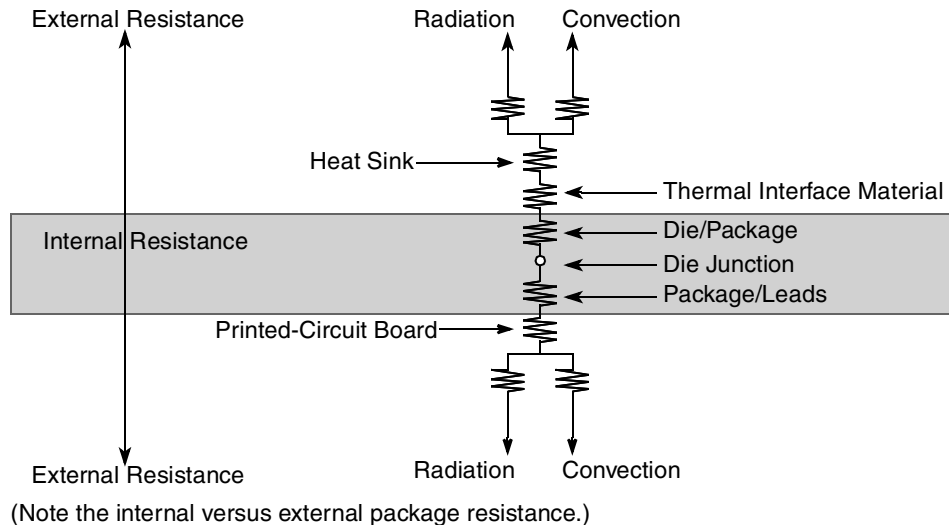 External Resistance
Radiation
Convection
Heat Sink
Thermal Interface Material
Internal Resistance
Die/Package
Die Junction
Package/Leads
Printed-Circuit Board
External Resistance
Radiation
Convection
(Note the internal versus external package resistance.)